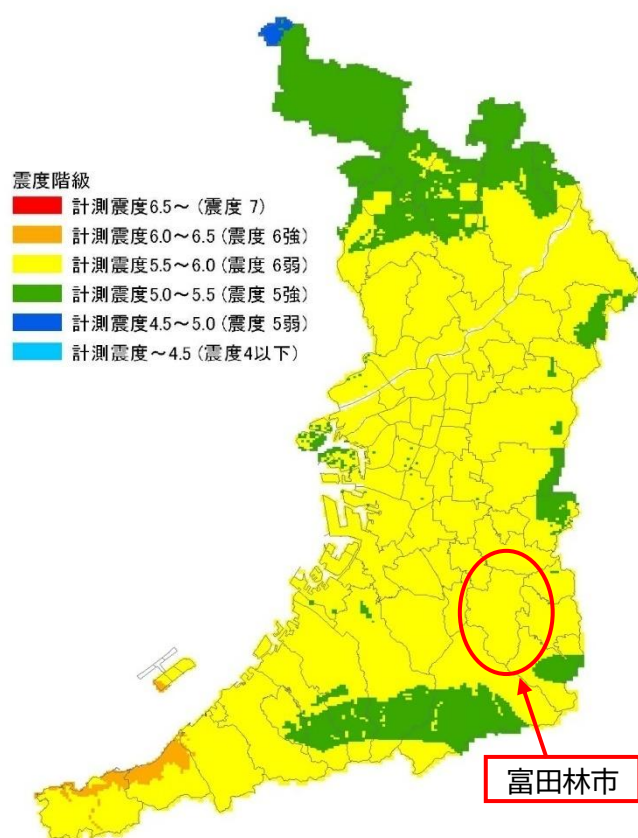 震度階級
計測震度6.5～ (震度 7)
計測震度6.0～6.5 (震度 6強)
計測震度5.5～6.0 (震度 6弱)
計測震度5.0～5.5 (震度 5強)
計測震度4.5～5.0 (震度 5弱)
計測震度～4.5 (震度4以下)
富田林市